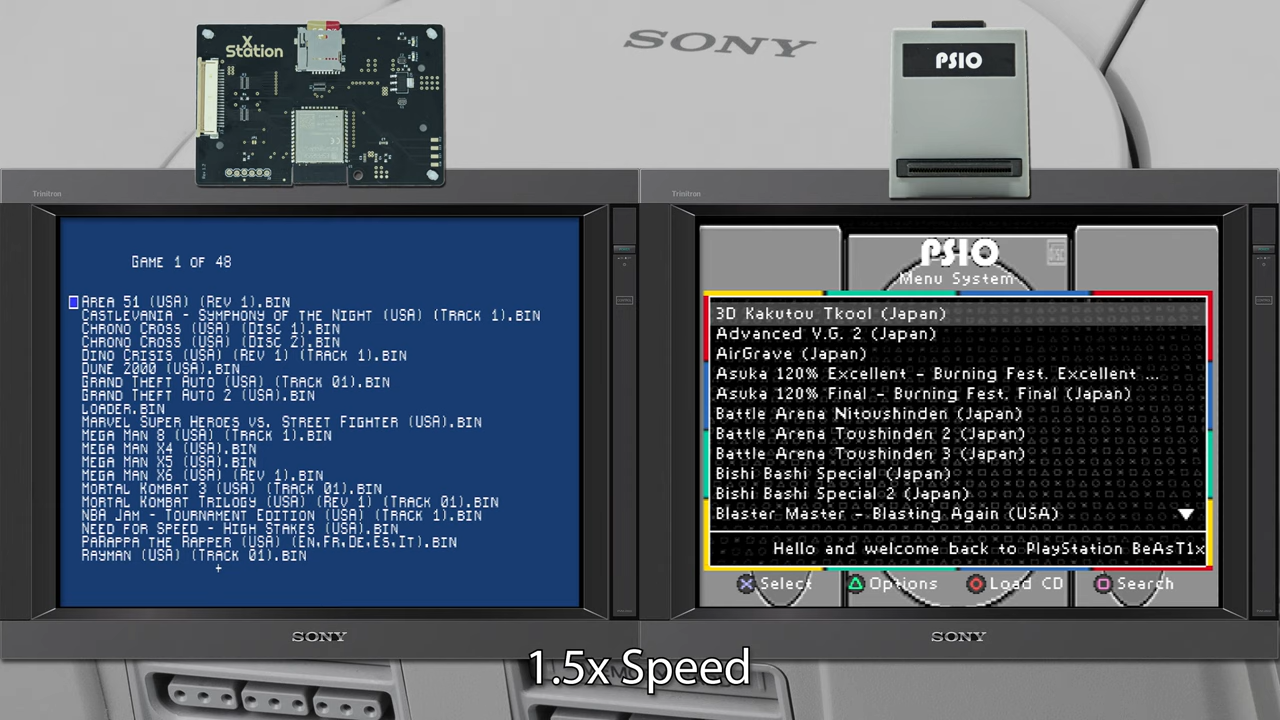 X
Station
SONY
PSIO
Trinitron
Trinitron
GAME 1 OF 48
AREA 51 (USA) (REV 1).BIN
CASTLEVANIA - SYMPHONY OF THE NIGHT (USA) (TRACK 1).BIN
CHRONO CROSS (USA) (DISC 1).BIN
CHRONO CROSS (USA) (DISC 2).BIN
DINO CRISIS (USA) (REV 1) (TRACK 1).BIN
DUNE 2000 (USA).BIN
GRAND THEFT AUTO (USA) (TRACK 01).BIN
GRAND THEFT AUTO 2 (USA).BIN
LOADER.BIN
MARVEL SUPER HEROES VS. STREET FIGHTER (USA).BIN
MEGA MAN 8 (USA) (TRACK 1).BIN
MEGA MAN X4 (USA).BIN
MEGA MAN X5 (USA).BIN
MEGA MAN X6 (USA) (REV 1).BIN
MORTAL KOMBAT 3 (USA) (TRACK 01).BIN
MORTAL KOMBAT TRILOGY (USA) (REV 1) (TRACK 01).BIN
NBA JAM - TOURNAMENT EDITION (USA) (TRACK 1).BIN
NEED FOR SPEED - HIGH STAKES (USA).BIN
PARAPPA THE RAPPER (USA) (EN,FR,DE,ES,IT).BIN
RAYMAN (USA) (TRACK 01).BIN
+
PSIO
Menu System
3D Kakutou Tkool (Japan)
Advanced V.G. 2 (Japan)
AirGrave (Japan)
Asuka 120% Excellent - Burning Fest. Excellent ...
Asuka 120% Final - Burning Fest. Final (Japan)
Battle Arena Nitoushinden (Japan)
Battle Arena Toushinden 2 (Japan)
Battle Arena Toushinden 3 (Japan)
Bishi Bashi Special (Japan)
Bishi Bashi Special 2 (Japan)
Blaster Master - Blasting Again (USA)
Hello and welcome back to PlayStation BeAsT1x
Select Options Load CD Search
SONY
SONY
1.5x Speed